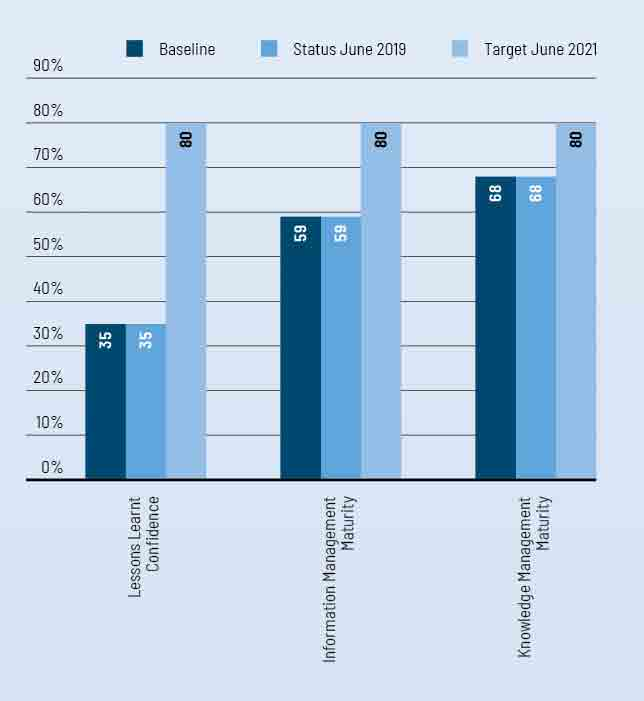 Baseline
Status June 2019
Target June 2021
90%
80%
70%
60%
50%
40%
30%
20%
10%
0%
35
35
80
59
59
80
68
68
80
Lessons Learnt
Confidence
Information Management
Maturity
Knowledge Management
Maturity